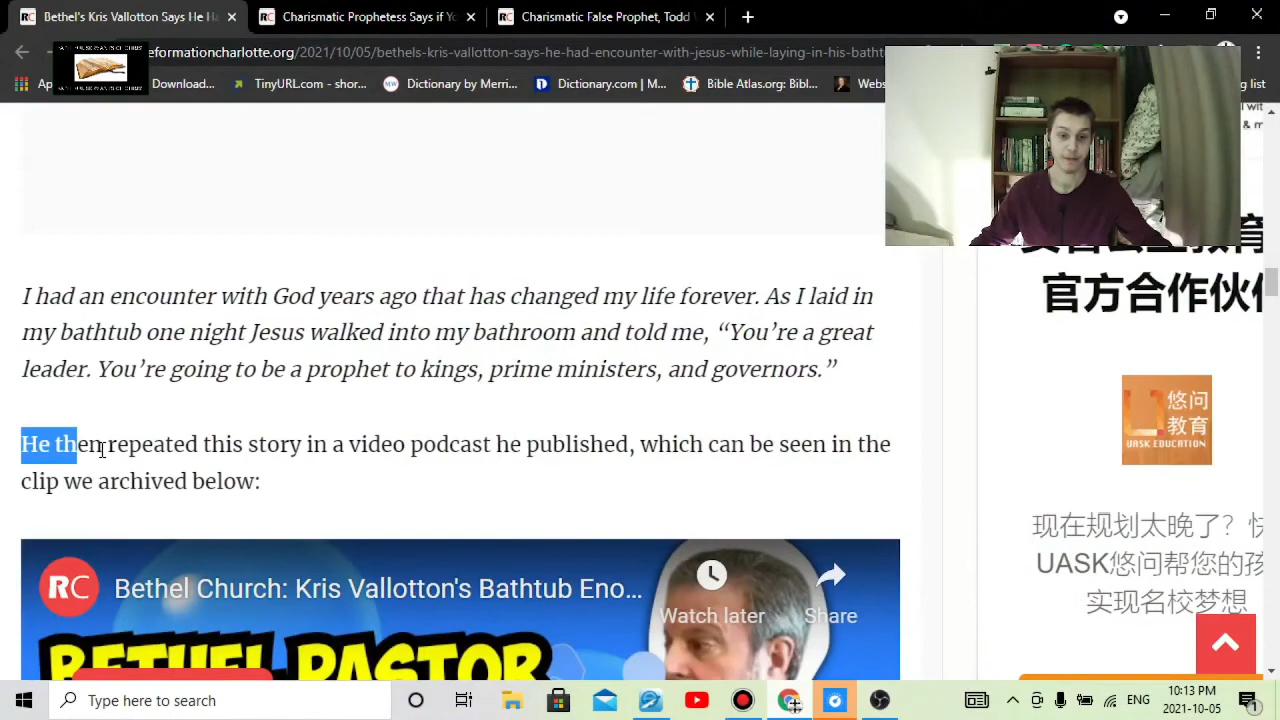 Bethel's Kris Vallotton Says He Ha
Charismatic Prophetess Says if Yo
Charismatic False Prophet, Todd
eformationcharlotte.org/2021/10/05/bethels-kris-vallotton-says-he-had-encounter-with-jesus-while-laying-in-his-batht
Ap
Download...
TinyURL.com - shor...
Dictionary by Merri...
Dictionary.com | M...
Bible Atlas.org: Bibl...
Webs
ting list
I had an encounter with God years ago that has changed my life forever. As I laid in
my bathtub one night Jesus walked into my bathroom and told me, “You’re a great
leader. You’re going to be a prophet to kings, prime ministers, and governors.”
He then repeated this story in a video podcast he published, which can be seen in the
clip we archived below:
RC
Bethel Church: Kris Vallotton's Bathtub Eno...
Watch later
Share
BETHEL PASTOR
官方合作伙
悠问
教育
UASK EDUCATION
现在规划太晚了？快
UASK悠问帮您的孩
实现名校梦想
Type here to search
ENG
10:13 PM
2021-10-05
1